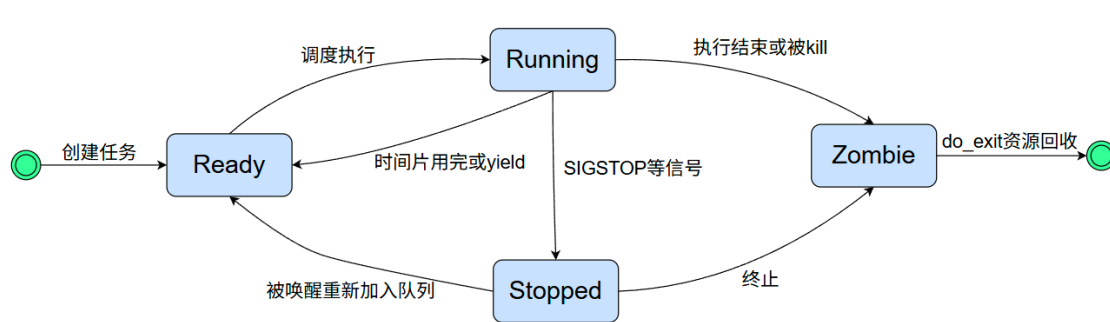 调度执行
Running
执行结束或被kill
创建任务
Ready
时间片用完或yield
SIGSTOP等信号
Zombie
do_exit资源回收
被唤醒重新加入队列
Stopped
终止